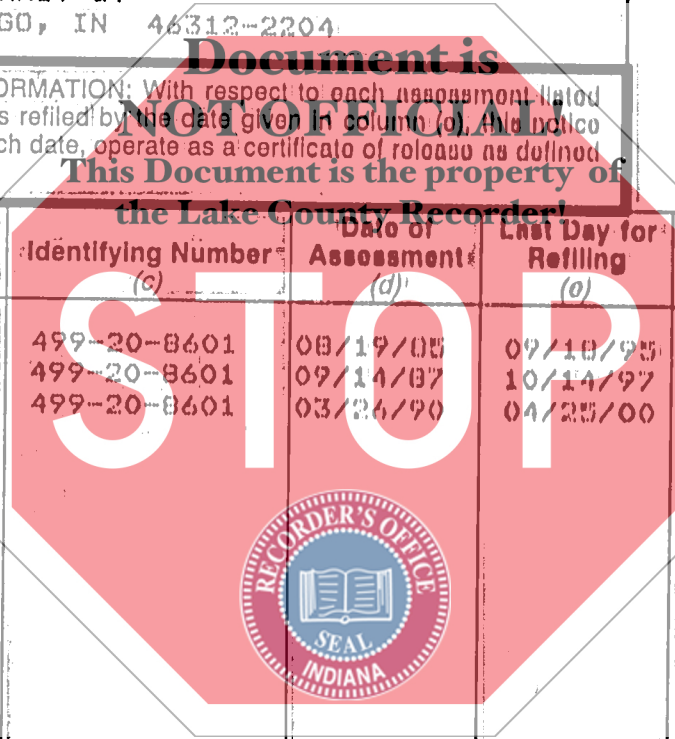 GO, IN 46312-2204
Document is
ORMATION: With respect to each assessment listed
NOT OFFICIAL!
s refiled by the date given in column (e), this notice
ch date, operate as a certificate of release as defined
This Document is the property of
the Lake County Recorder!
Identifying Number
(c)
Date of
Assessment
(d)
Last Day for
Refiling
(e)
499-20-8601 08/19/85 09/18/95
499-20-8601 09/14/87 10/14/97
499-20-8601 03/26/90 04/25/00
STOP
RECORDER'S OFFICE
SEAL
INDIANA